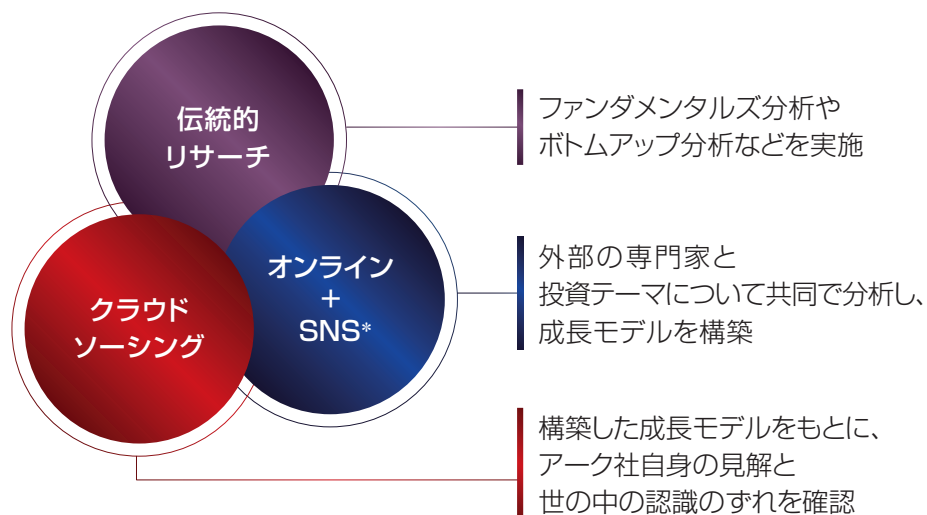 伝統的
リサーチ
ファンダメンタルズ分析や
ボトムアップ分析などを実施
オンライン
+
SNS*
外部の専門家と
投資テーマについて共同で分析し、
成長モデルを構築
クラウド
ソーシング
構築した成長モデルをもとに、
アーク社自身の見解と
世の中の認識のずれを確認